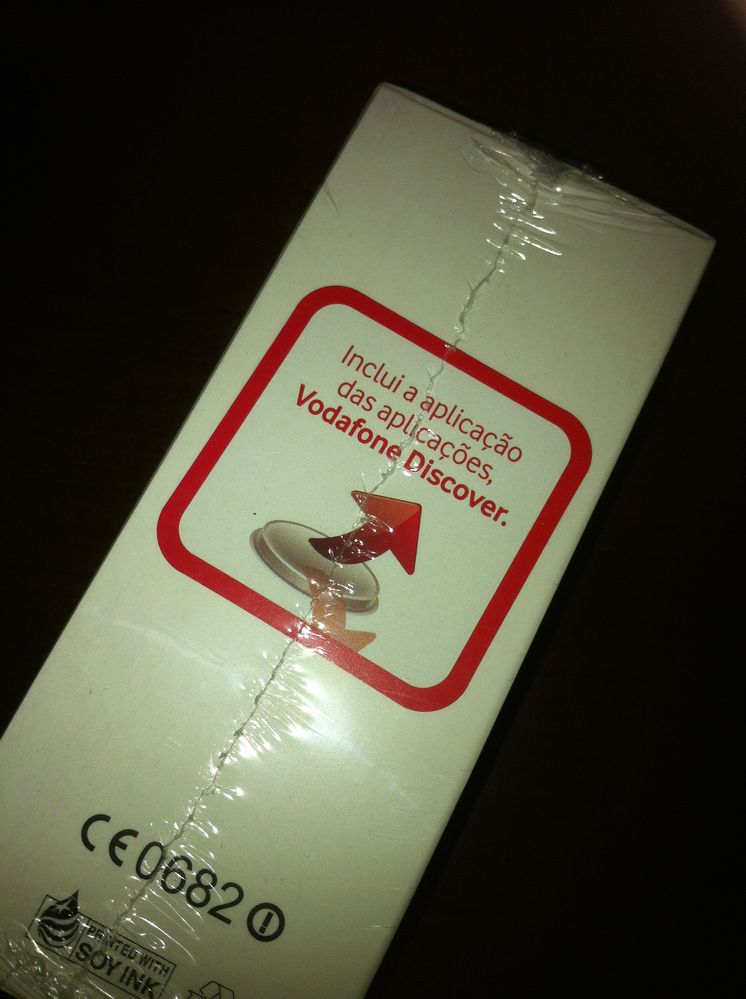 Inclui a aplicação
das aplicações,
Vodafone Discover.
CE0682
PRINTED WITH
SOY INK